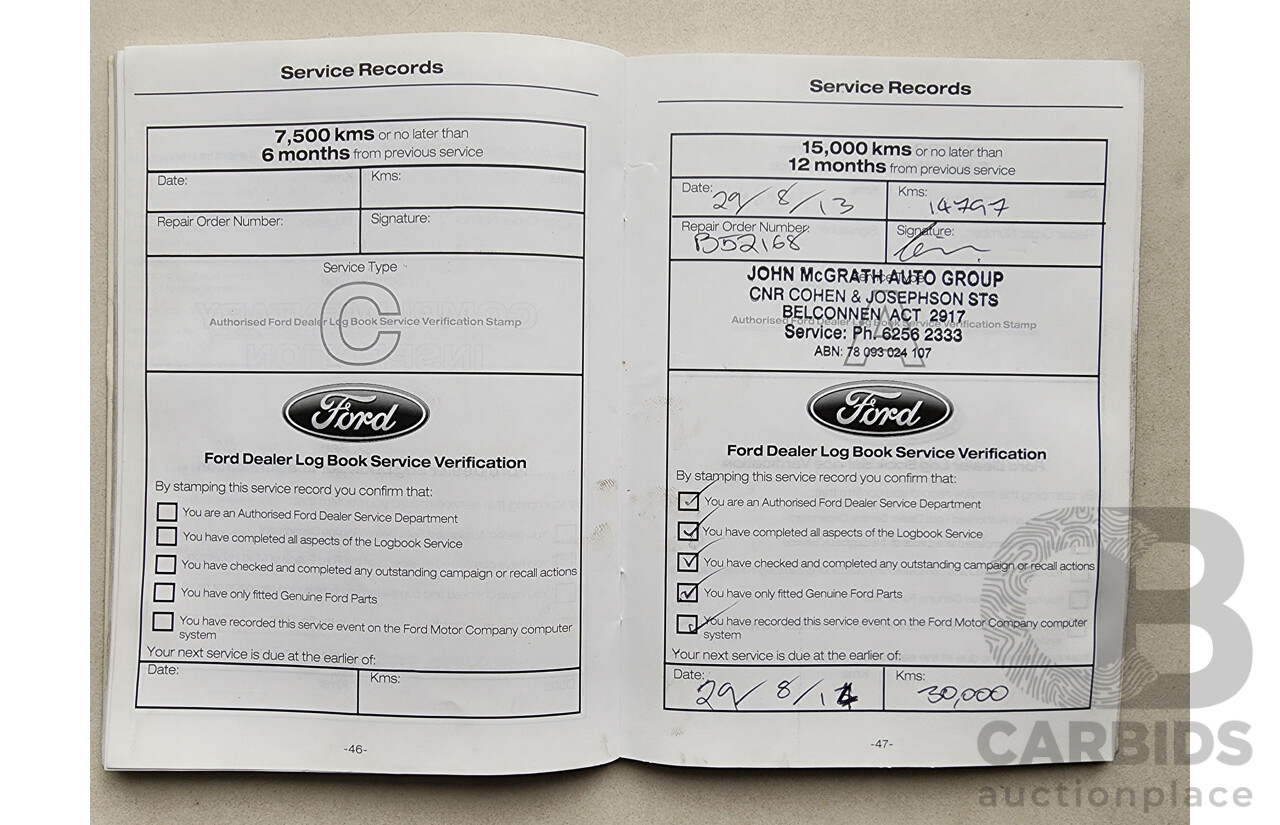 Service Records
7,500 kms or no later than
6 months from previous service
Date:
Kms:
Repair Order Number:
Signature:
Service Type
C
Authorised Ford Dealer Log Book Service Verification Stamp
Ford
Ford Dealer Log Book Service Verification
By stamping this service record you confirm that:
You are an Authorised Ford Dealer Service Department
You have completed all aspects of the Logbook Service
You have checked and completed any outstanding campaign or recall actions
You have only fitted Genuine Ford Parts
You have recorded this service event on the Ford Motor Company computer
system
Your next service is due at the earlier of:
Date:
Kms:
-46-
Service Records
15,000 kms or no later than
12 months from previous service
Date: 29/8/13
Kms: 14797
Repair Order Number:
B52168
Signature:
Service Type
JOHN McGRATH AUTO GROUP
CNR COHEN & JOSEPHSON STS
BELCONNEN ACT 2917
A
Authorised Ford Dealer Log Book Service Verification Stamp
Service: Ph. 6256 2333
ABN: 78 093 024 107
Ford
Ford Dealer Log Book Service Verification
By stamping this service record you confirm that:
You are an Authorised Ford Dealer Service Department
You have completed all aspects of the Logbook Service
You have checked and completed any outstanding campaign or recall actions
You have only fitted Genuine Ford Parts
You have recorded this service event on the Ford Motor Company computer
system
Your next service is due at the earlier of:
Date: 29/8/14
Kms: 30,000
-47-
CB
CARBIDS
auctionplace